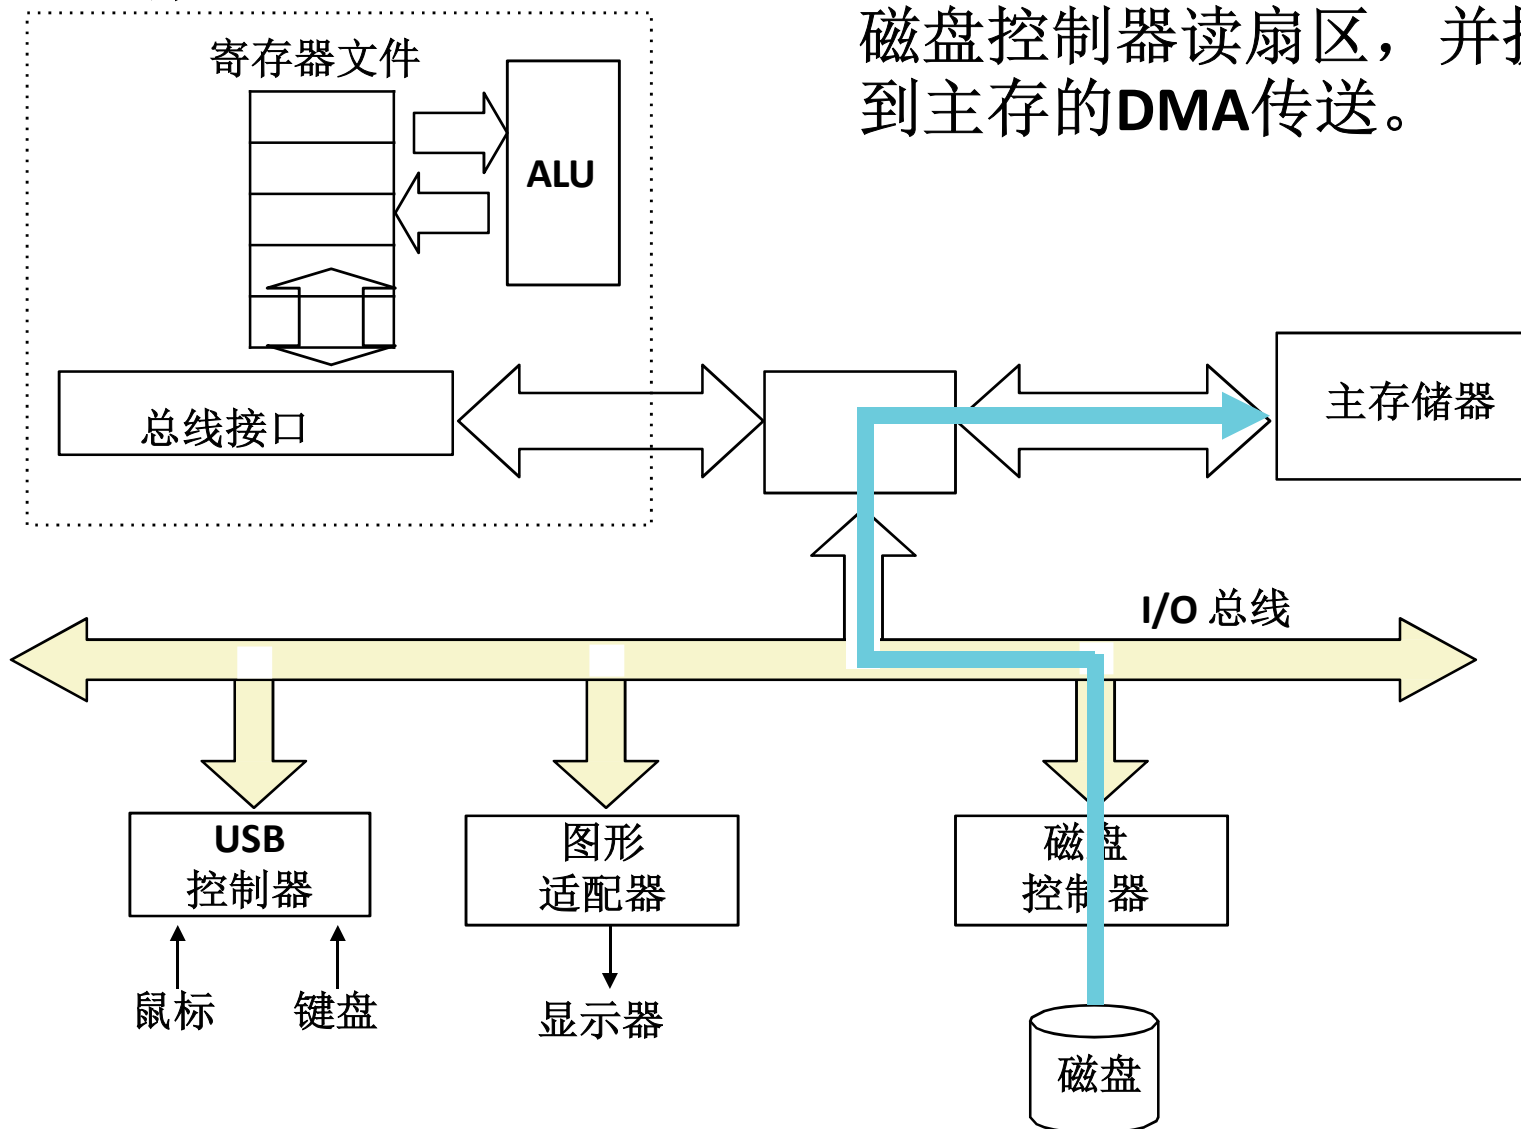 磁盘控制器读扇区，并
到主存的DMA传送。
寄存器文件
ALU
总线接口
主存储器
I/O 总线
USB
控制器
图形
适配器
磁盘
控制器
鼠标
键盘
显示器
磁盘